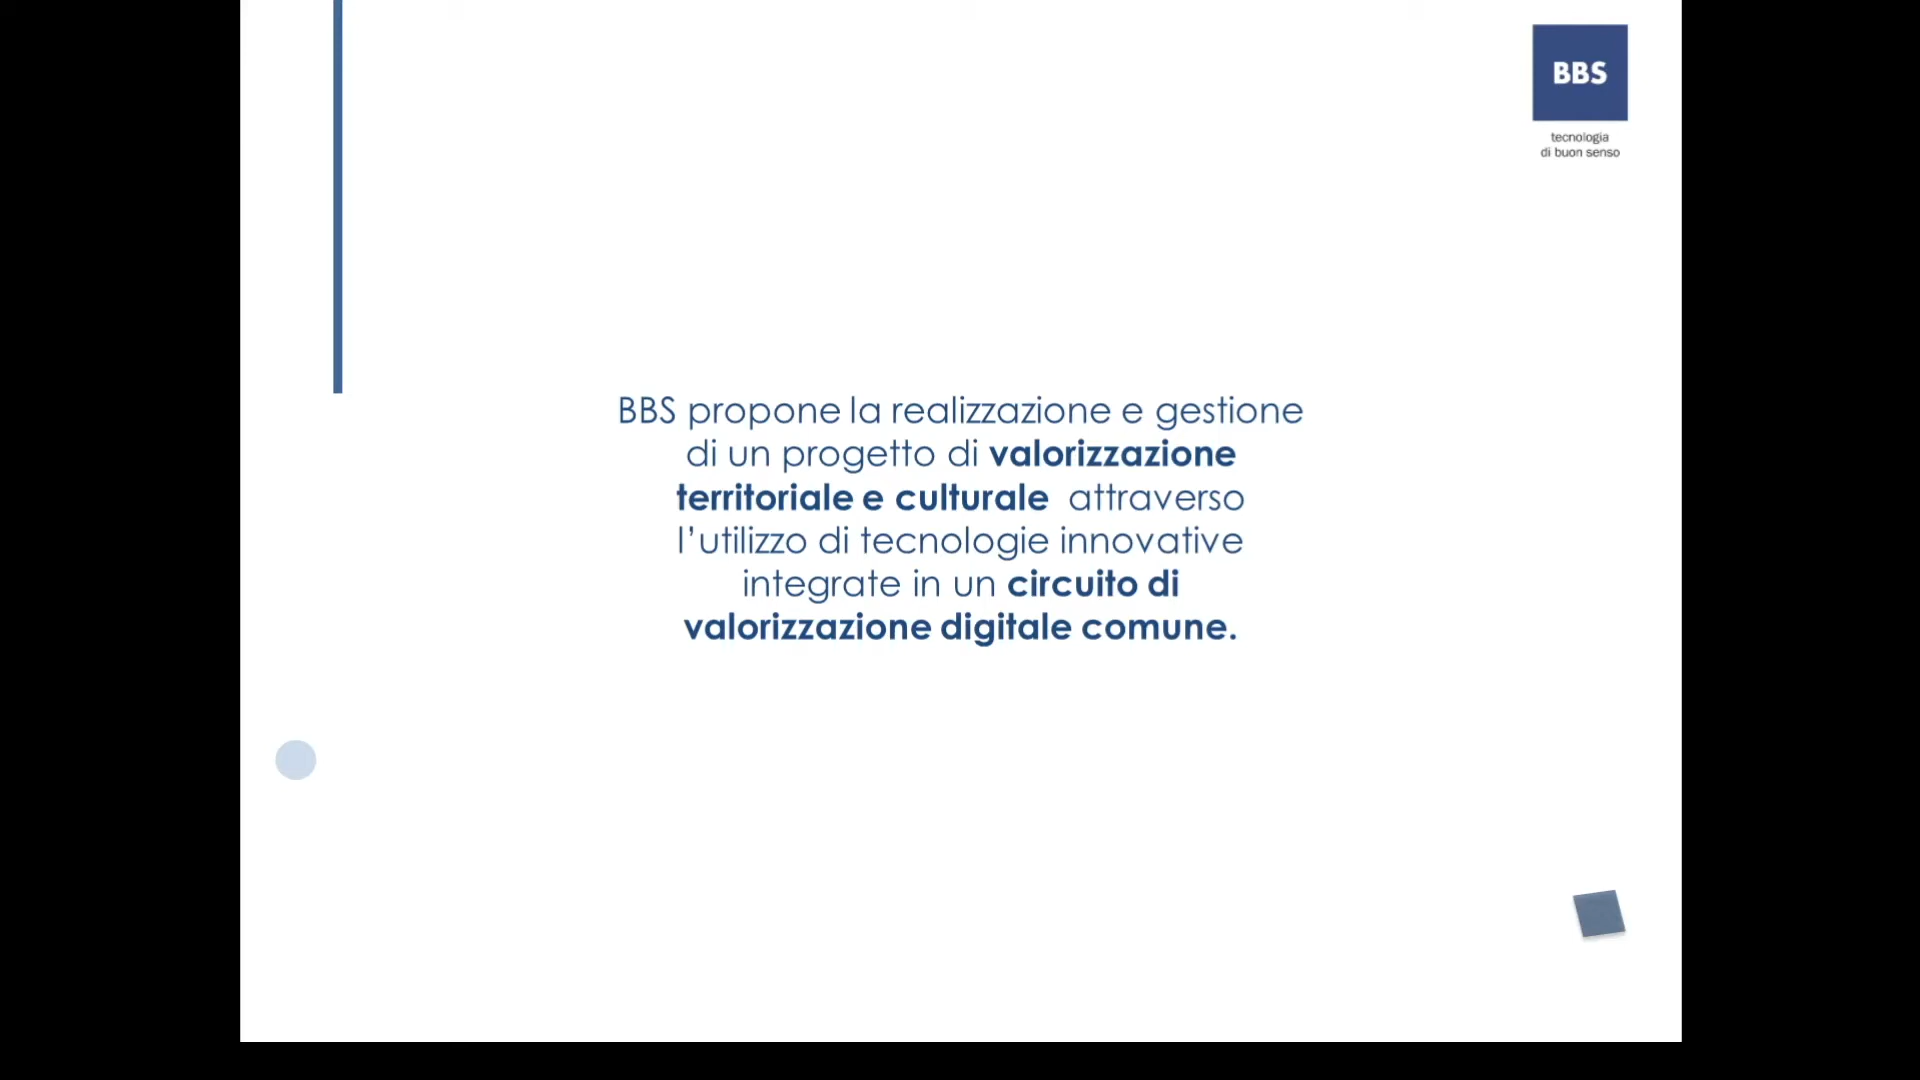 BBS
tecnologia
di buon senso
BBS propone la realizzazione e gestione
di un progetto di valorizzazione
territoriale e culturale attraverso
l’utilizzo di tecnologie innovative
integrate in un circuito di
valorizzazione digitale comune.